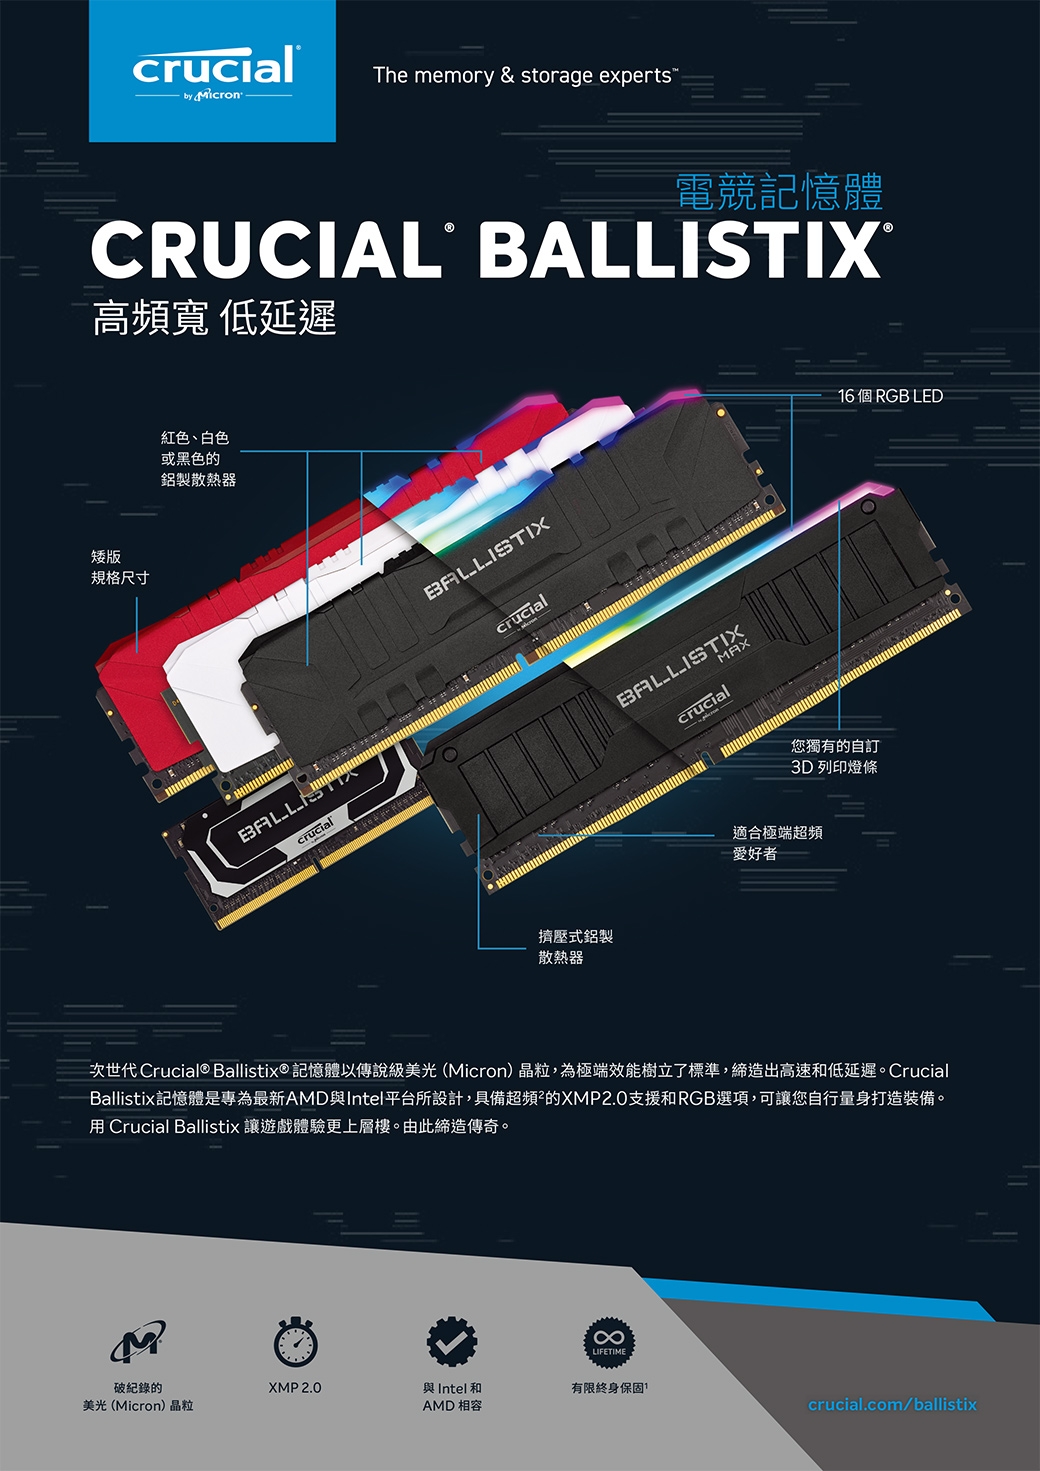 crucial®
by Micron®
The memory & storage experts™
電競記憶體
CRUCIAL® BALLISTIX®
高頻寬 低延遲
16 個 RGB LED
紅色、白色
或黑色的
鋁製散熱器
矮版
規格尺寸
BALLISTIX
crucial
by Micron
BALLISTIX
MAX
crucial
by Micron
BALLISTIX
crucial
您獨有的自訂
3D 列印燈條
適合極端超頻
愛好者
擠壓式鋁製
散熱器
次世代 Crucial® Ballistix® 記憶體以傳說級美光（Micron）晶粒，為極端效能樹立了標準，締造出高速和低延遲。Crucial
Ballistix記憶體是專為最新AMD與Intel平台所設計，具備超頻²的XMP2.0支援和RGB選項，可讓您自行量身打造裝備。
用 Crucial Ballistix 讓遊戲體驗更上層樓。由此締造傳奇。
LIFETIME
破紀錄的
美光（Micron）晶粒
XMP 2.0
與 Intel 和
AMD 相容
有限終身保固¹
crucial.com/ballistix